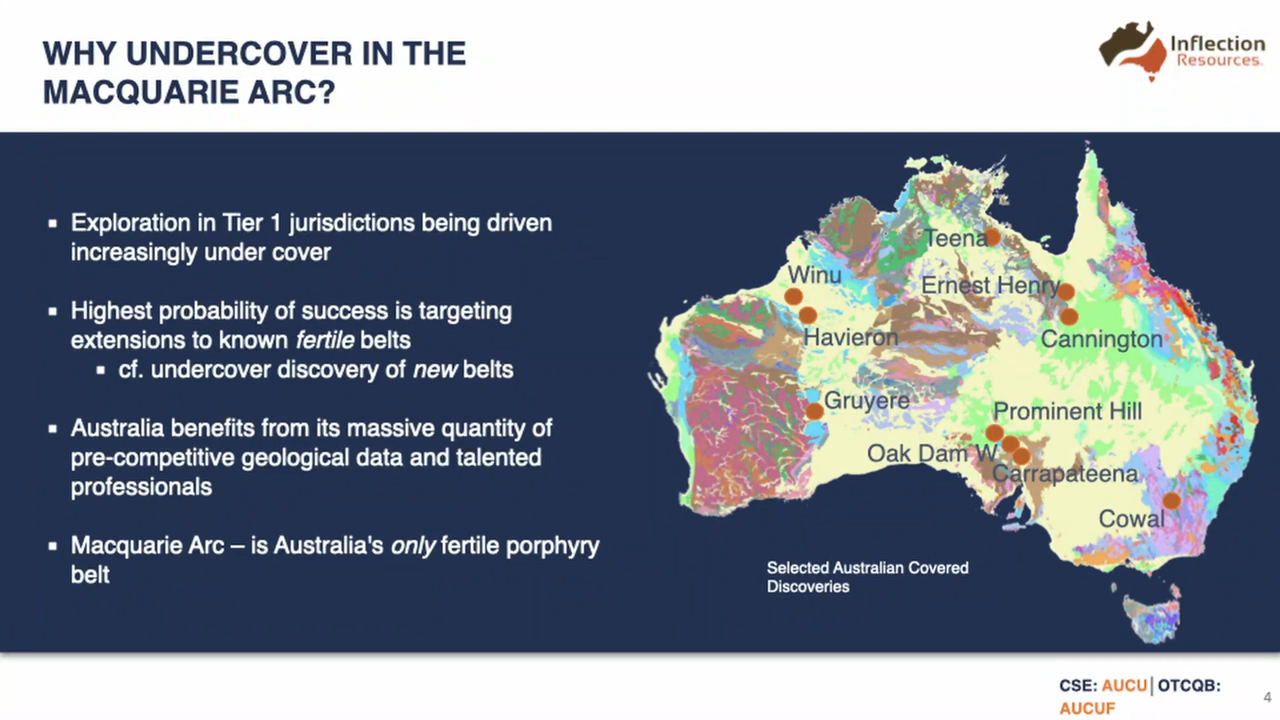 WHY UNDERCOVER IN THE
MACQUARIE ARC?
Inflection
Resources.
▪ Exploration in Tier 1 jurisdictions being driven
increasingly under cover
▪ Highest probability of success is targeting
extensions to known fertile belts
▪ cf. undercover discovery of new belts
▪ Australia benefits from its massive quantity of
pre-competitive geological data and talented
professionals
▪ Macquarie Arc – is Australia's only fertile porphyry
belt
Teena
Winu
Ernest Henry
Havieron
Cannington
Gruyere
Prominent Hill
Oak Dam W
Carrapateena
Cowal
Selected Australian Covered
Discoveries
CSE: AUCU | OTCQB:
AUCUF
4